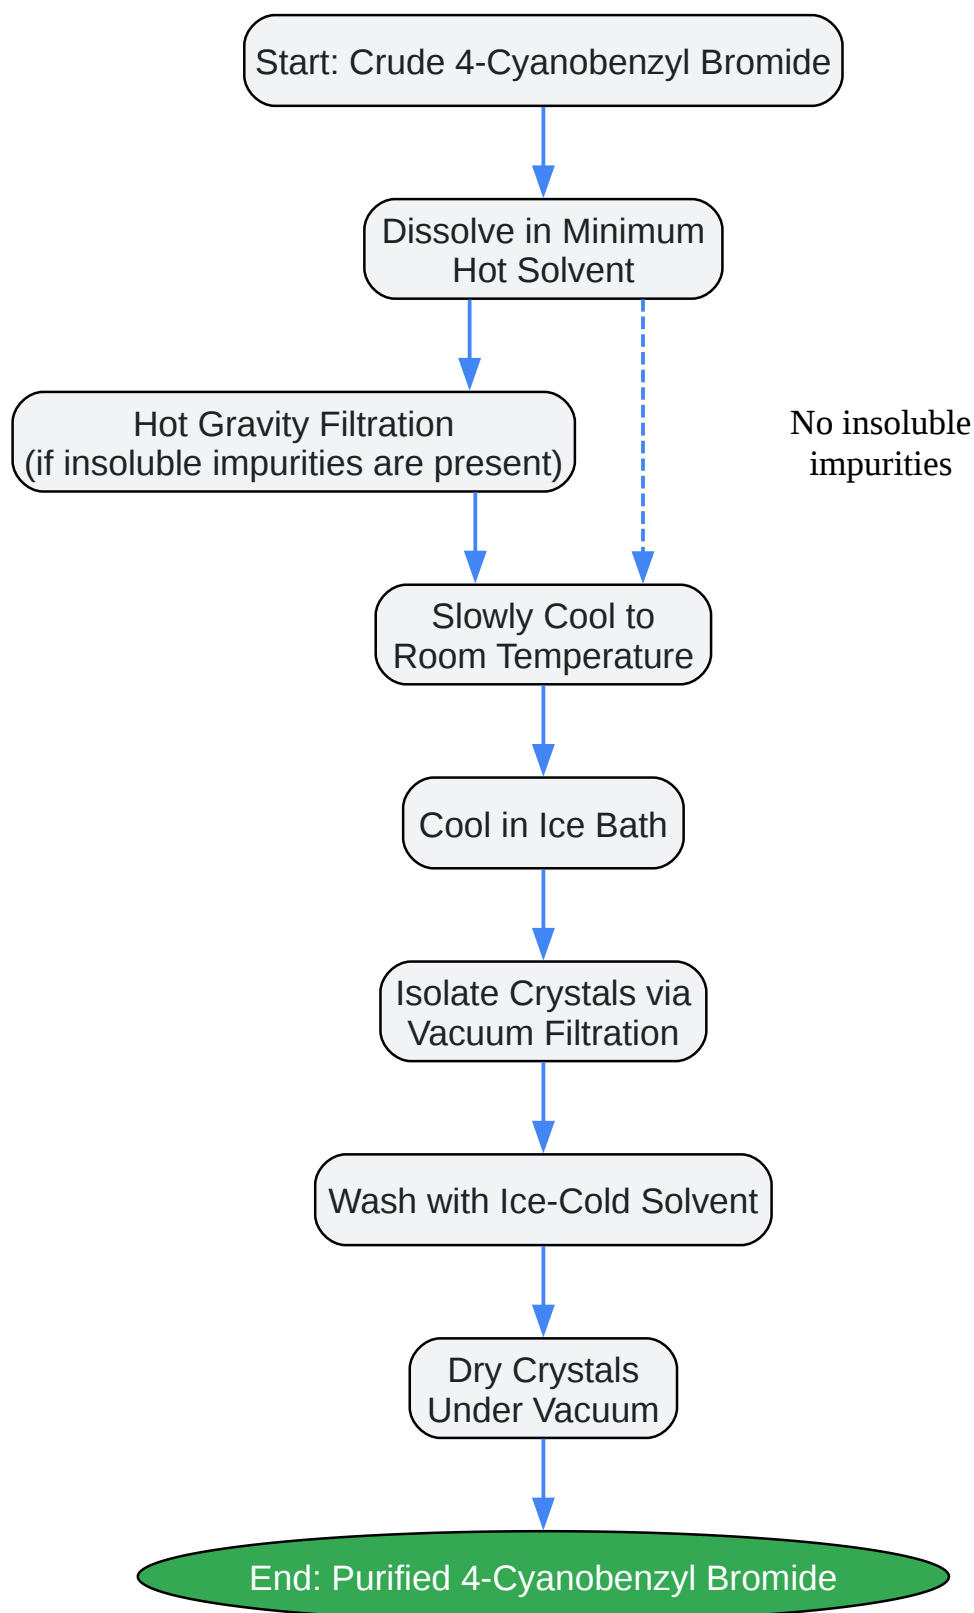 Start: Crude 4-Cyanobenzyl Bromide
Dissolve in Minimum
Hot Solvent
Hot Gravity Filtration
(if insoluble impurities are present)
No insoluble
impurities
Slowly Cool to
Room Temperature
Cool in Ice Bath
Isolate Crystals via
Vacuum Filtration
Wash with Ice-Cold Solvent
Dry Crystals
Under Vacuum
End: Purified 4-Cyanobenzyl Bromide